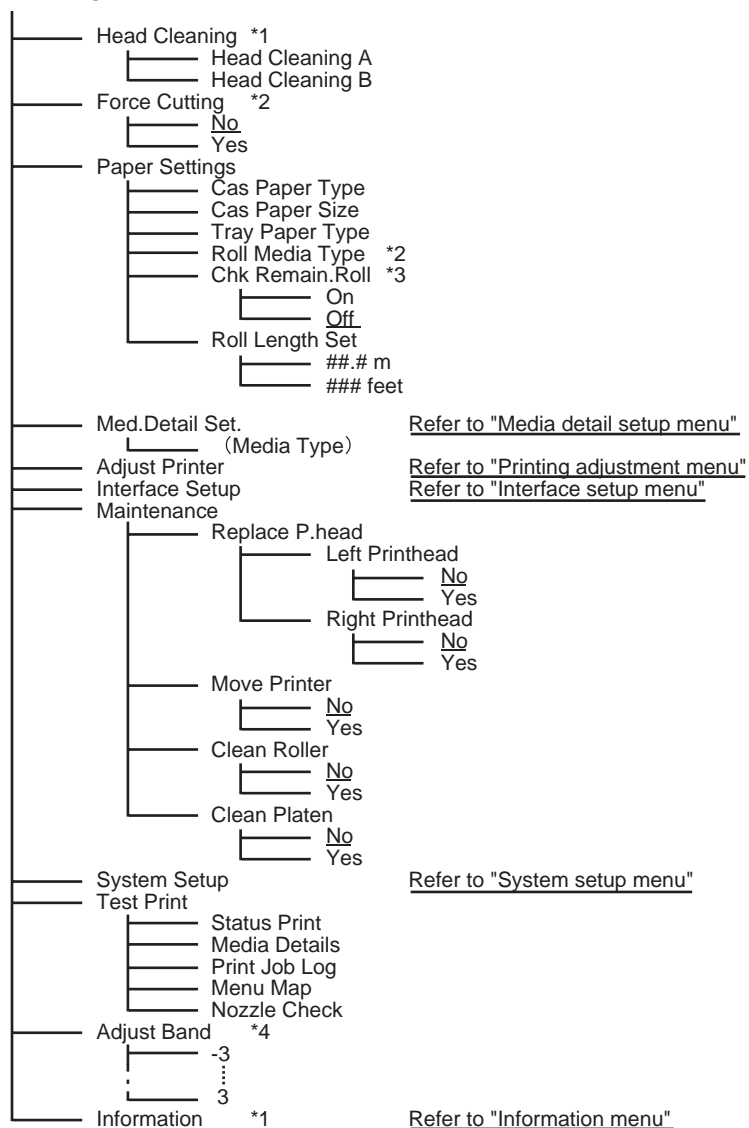 Head Cleaning *1
Head Cleaning A
Head Cleaning B
Force Cutting *2
No
Yes
Paper Settings
Cas Paper Type
Cas Paper Size
Tray Paper Type
Roll Media Type *2
Chk Remain.Roll *3
On
Off
Roll Length Set
##.# m
### feet
Med.Detail Set. Refer to "Media detail setup menu"
（Media Type）
Adjust Printer Refer to "Printing adjustment menu"
Interface Setup Refer to "Interface setup menu"
Maintenance
Replace P.head
Left Printhead
No
Yes
Right Printhead
No
Yes
Move Printer
No
Yes
Clean Roller
No
Yes
Clean Platen
No
Yes
System Setup Refer to "System setup menu"
Test Print
Status Print
Media Details
Print Job Log
Menu Map
Nozzle Check
Adjust Band *4
-3
3
Information *1 Refer to "Information menu"